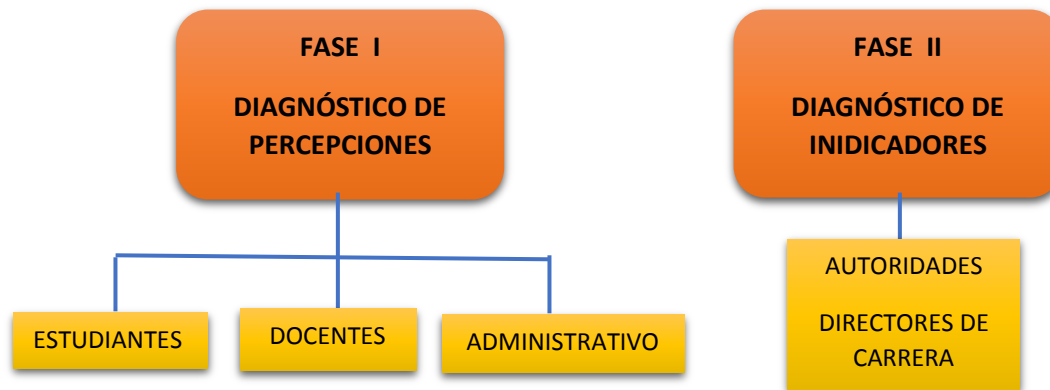 FASE I
DIAGNÓSTICO DE
PERCEPCIONES
ESTUDIANTES
DOCENTES
ADMINISTRATIVO
FASE II
DIAGNÓSTICO DE
INIDICADORES
AUTORIDADES
DIRECTORES DE
CARRERA